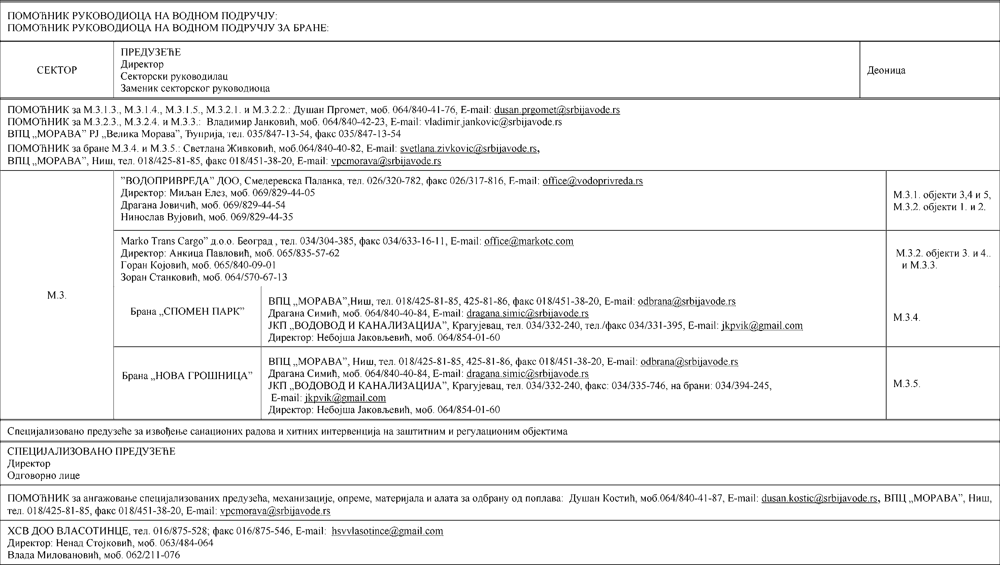 ПОМОЋНИК РУКОВОДИОЦА НА ВОДНОМ ПОДРУЧЈУ:
ПОМОЋНИК РУКОВОДИОЦА НА ВОДНОМ ПОДРУЧЈУ ЗА БРАНЕ:
СЕКТОР
ПРЕДУЗЕЋЕ
Директор
Секторски руководилац
Заменик секторског руководиоца
Деоница
ПОМОЋНИК за М.3.1.3., М.3.1.4., М.3.1.5., М.3.2.1. и М.3.2.2.: Душан Пргомет, моб. 064/840-41-76, E-mail: dusan.prgomet@srbijavode.rs
ПОМОЋНИК за М.3.2.3., М.3.2.4. и М.3.3.: Владимир Јанковић, моб. 064/840-42-23, E-mail: vladimir.jankovic@srbijavode.rs
ВПЦ „МОРАВА” РЈ „Велика Морава”, Ћуприја, тел. 035/847-13-54, факс 035/847-13-54
ПОМОЋНИК за бране М.3.4. и М.3.5.: Светлана Живковић, моб.064/840-40-82, E-mail: svetlana.zivkovic@srbijavode.rs,
ВПЦ „МОРАВА”, Ниш, тел. 018/425-81-85, факс 018/451-38-20, E-mail: vpcmorava@srbijavode.rs
М.3.
”ВОДОПРИВРЕДА” ДОО, Смедеревска Паланка, тел. 026/320-782, факс 026/317-816, E-mail: office@vodoprivreda.rs
Директор: Миљан Елез, моб. 069/829-44-05
Драгана Јовичић, моб. 069/829-44-54
Нинослав Вујовић, моб. 069/829-44-35
М.3.1. објекти 3,4 и 5,
М.3.2. објекти 1. и 2.
Marko Trans Cargo” д.о.о. Београд , тел. 034/304-385, факс 034/633-16-11, E-mail: office@markotc.com
Директор: Анкица Павловић, моб. 065/835-57-62
Горан Којовић, моб. 065/840-09-01
Зоран Станковић, моб. 064/570-67-13
М.3.2. објекти 3. и 4..
и М.3.3.
Брана „СПОМЕН ПАРК”
ВПЦ „МОРАВА”,Ниш, тел. 018/425-81-85, 425-81-86, факс 018/451-38-20, E-mail: odbrana@srbijavode.rs
Драгана Симић, моб. 064/840-40-84, E-mail: dragana.simic@srbijavode.rs
ЈКП „ВОДОВОД И КАНАЛИЗАЦИЈА”, Крагујевац, тел. 034/332-240, тел./факс 034/331-395, E-mail: jkpvik@gmail.com
Директор: Небојша Јаковљевић, моб. 064/854-01-60
М.3.4.
Брана „НОВА ГРОШНИЦА”
ВПЦ „МОРАВА”, Ниш, тел. 018/425-81-85, 425-81-86, факс 018/451-38-20, E-mail: odbrana@srbijavode.rs
Драгана Симић, моб. 064/840-40-84, E-mail: dragana.simic@srbijavode.rs
ЈКП „ВОДОВОД И КАНАЛИЗАЦИЈА”, Крагујевац, тел. 034/332-240, факс: 034/335-746, на брани: 034/394-245,
E-mail: jkpvik@gmail.com
Директор: Небојша Јаковљевић, моб. 064/854-01-60
М.3.5.
Специјализовано предузеће за извођење санационих радова и хитних интервенција на заштитним и регулационим објектима
СПЕЦИЈАЛИЗОВАНО ПРЕДУЗЕЋЕ
Директор
Одговорно лице
ПОМОЋНИК за ангажовање специјализованих предузећа, механизације, опреме, материјала и алата за одбрану од поплава: Душан Костић, моб.064/840-41-87, E-mail: dusan.kostic@srbijavode.rs, ВПЦ „МОРАВА”, Ниш,
тел. 018/425-81-85, факс 018/451-38-20, E-mail: vpcmorava@srbijavode.rs
ХСВ ДОО ВЛАСОТИНЦЕ, тел. 016/875-528; факс 016/875-546, E-mail: hsvvlasotince@gmail.com
Директор: Ненад Стојковић, моб. 063/484-064
Влада Миловановић, моб. 062/211-076